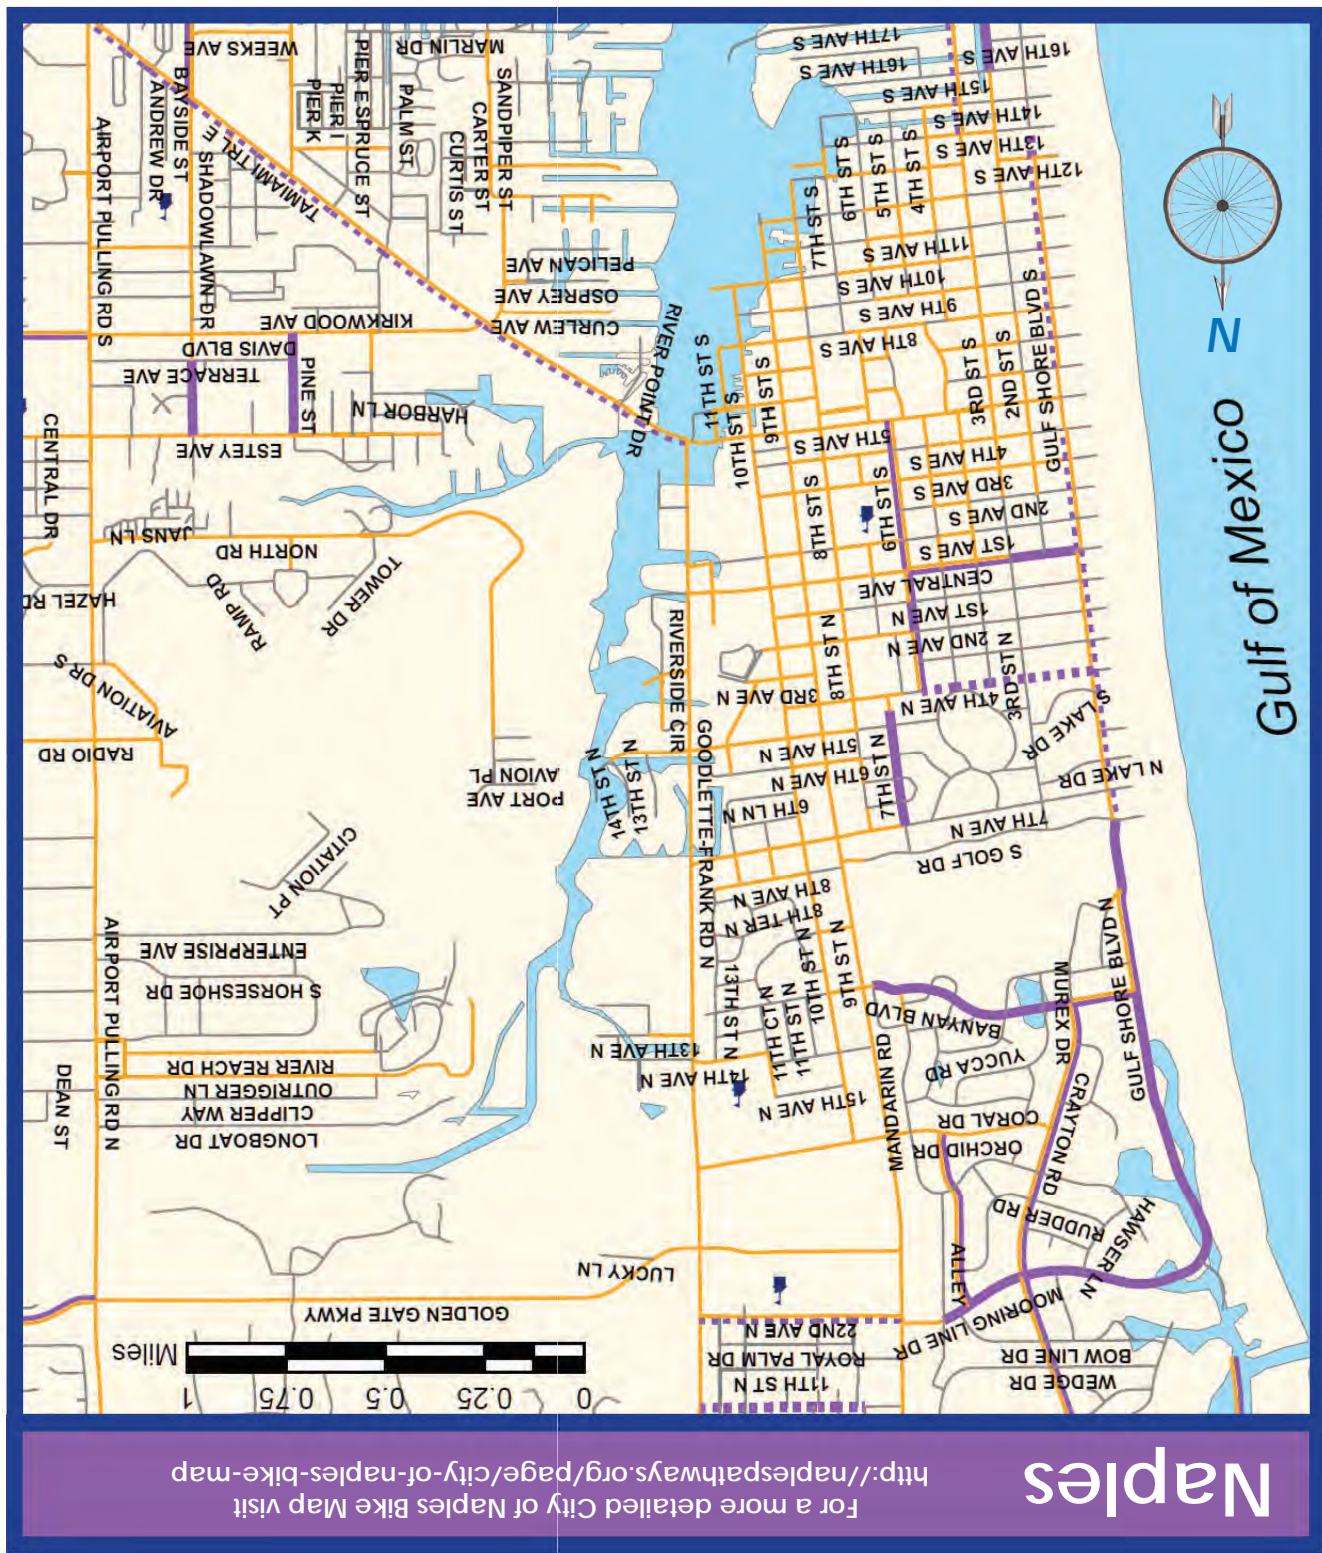 Naples
For a more detailed City of Naples Bike Map visit
http://naplespathways.org/page/city-of-naples-bike-map
0 0.25 0.5 0.75 1
Miles
WEDGE DR
BOW LINE DR
MOORING LINE DR
11TH ST N
ROYAL PALM DR
22ND AVE N
GOLDEN GATE PKWY
LUCKY LN
ALLEY
HAWSER LN
RUDDER RD
CRAYTON RD
ORCHID DR
CORAL DR
MANDARIN RD
YUCCA RD
BANYAN BLVD
MUREX DR
GULF SHORE BLVD N
LONGBOAT DR
CLIPPER WAY
OUTRIGGER LN
RIVER REACH DR
DEAN ST
AIRPORT PULLING RD N
S HORSESHOE DR
ENTERPRISE AVE
CITATION PT
15TH AVE N
14TH AVE N
13TH AVE N
13TH ST N
11TH CT N
11TH ST N
10TH ST N
9TH ST N
8TH TER N
8TH AVE N
GOODLETTE-FRANK RD N
S GOLF DR
7TH AVE N
N LAKE DR
S LAKE DR
7TH ST N
6TH LN N
6TH AVE N
5TH AVE N
14TH ST N
13TH ST N
PORT AVE
AVION PL
RADIO RD
AVIATION DR S
4TH AVE N
3RD ST N
3RD AVE N
8TH ST N
RIVERSIDE CIR
2ND AVE N
1ST AVE N
CENTRAL AVE
1ST AVE S
2ND AVE S
3RD AVE S
4TH AVE S
6TH ST S
8TH ST S
5TH AVE S
HAZEL RD
RAMP RD
TOWER DR
NORTH RD
JANS LN
CENTRAL DR
ESTEY AVE
HARBOR LN
PINE ST
TERRACE AVE
DAVIS BLVD
KIRKWOOD AVE
RIVER POINT DR
10TH ST S
11TH ST S
9TH ST S
3RD ST S
2ND ST S
GULF SHORE BLVD S
8TH AVE S
9TH AVE S
10TH AVE S
11TH AVE S
CURLEW AVE
OSPREY AVE
PELICAN AVE
Gulf of Mexico
N
AIRPORT PULLING RD S
SHADOWLAWN DR
TAMIAMI TRL E
ANDREW DR
BAYSIDE ST
WEEKS AVE
PIER K
PIER I
PIER E
SPRUCE ST
PALM ST
CURTIS ST
CARTER ST
SANDPIPER ST
MARLIN DR
7TH ST S
6TH ST S
5TH ST S
4TH ST S
12TH AVE S
13TH AVE S
14TH AVE S
15TH AVE S
16TH AVE S
16TH AVE S
17TH AVE S